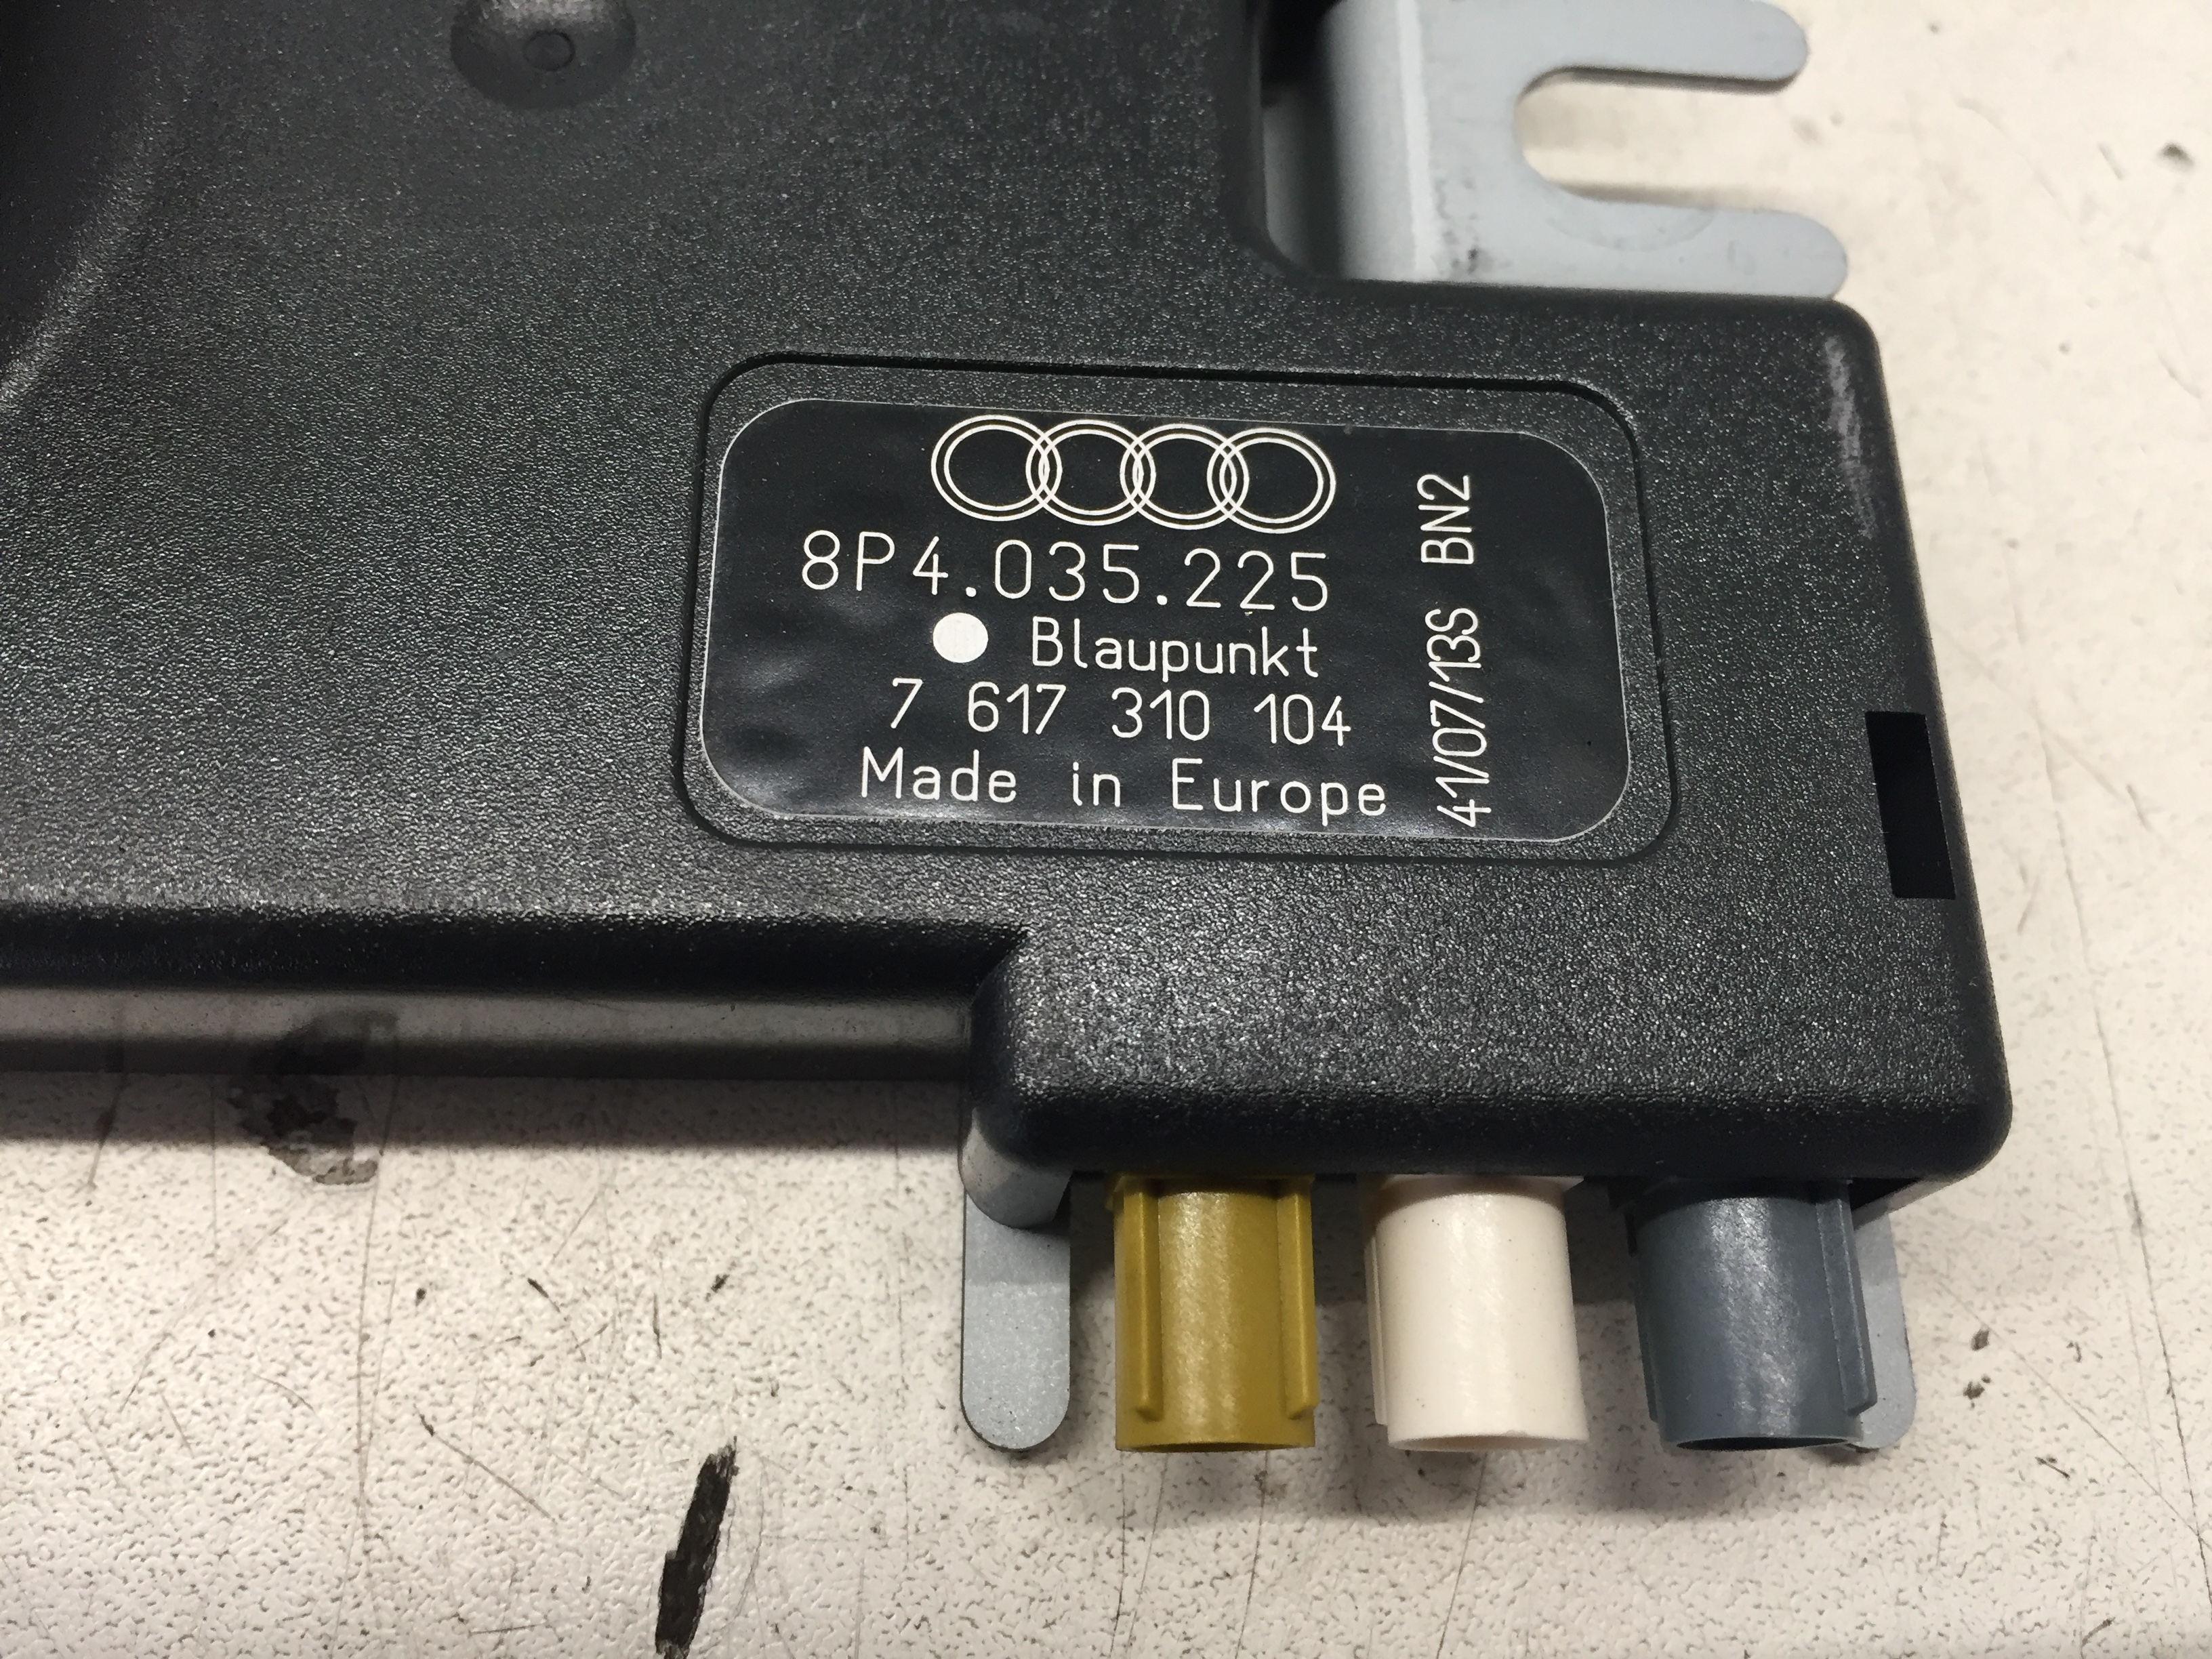 8P4.035.225
Blaupunkt
7 617 310 104
Made in Europe
41/07/13S BN2